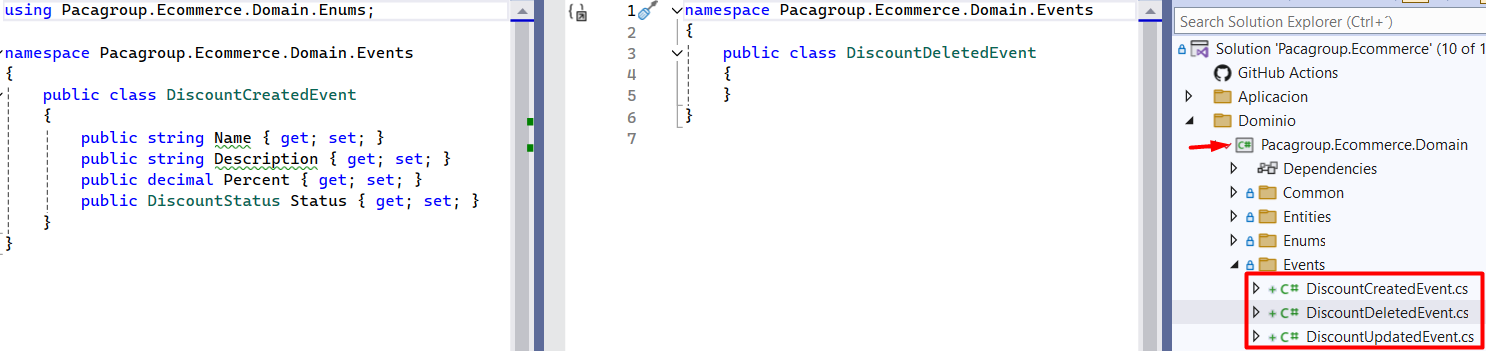 using Pacagroup.Ecommerce.Domain.Enums;
namespace Pacagroup.Ecommerce.Domain.Events
{
public class DiscountCreatedEvent
{
public string Name { get; set; }
public string Description { get; set; }
public decimal Percent { get; set; }
public DiscountStatus Status { get; set; }
}
}
1 namespace Pacagroup.Ecommerce.Domain.Events
2 {
3 public class DiscountDeletedEvent
4 {
5 }
6 }
7
Search Solution Explorer (Ctrl+´)
Solution 'Pacagroup.Ecommerce' (10 of 1
GitHub Actions
Aplicacion
Dominio
C# Pacagroup.Ecommerce.Domain
Dependencies
Common
Entities
Enums
Events
+ C# DiscountCreatedEvent.cs
+ C# DiscountDeletedEvent.cs
+ C# DiscountUpdatedEvent.cs